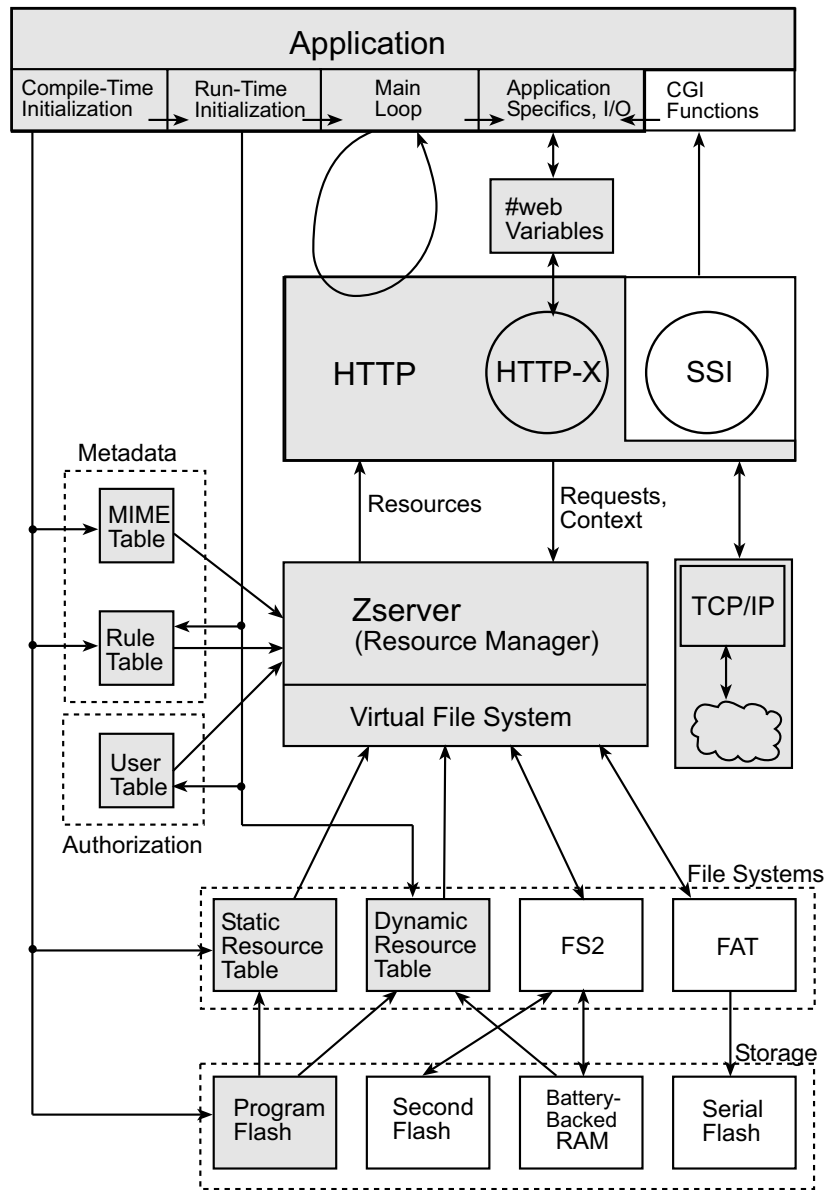 Application
Compile-Time
Initialization
Run-Time
Initialization
Main
Loop
Application
Specifics, I/O
CGI
Functions
#web
Variables
HTTP
HTTP-X
SSI
Metadata
MIME
Table
Resources
Requests,
Context
Rule
Table
Zserver
(Resource Manager)
TCP/IP
Virtual File System
User
Table
Authorization
File Systems
Static
Resource
Table
Dynamic
Resource
Table
FS2
FAT
Storage
Program
Flash
Second
Flash
Battery-
Backed
RAM
Serial
Flash